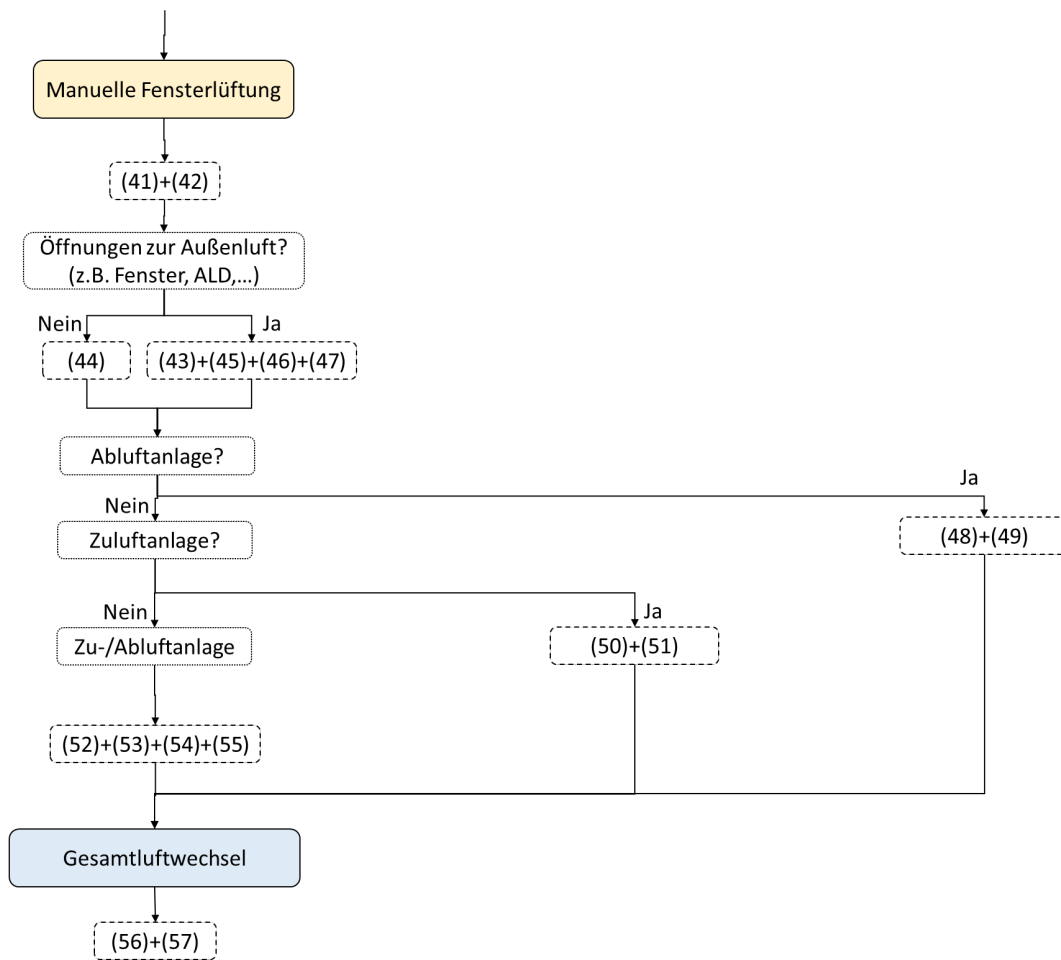 Manuelle Fensterlüftung
(41)+(42)
Öffnungen zur Außenluft?
(z.B. Fenster, ALD,...)
Nein
Ja
(44)
(43)+(45)+(46)+(47)
Abluftanlage?
Ja
Nein
(48)+(49)
Zuluftanlage?
Nein
Ja
Zu-/Abluftanlage
(50)+(51)
(52)+(53)+(54)+(55)
Gesamtluftwechsel
(56)+(57)